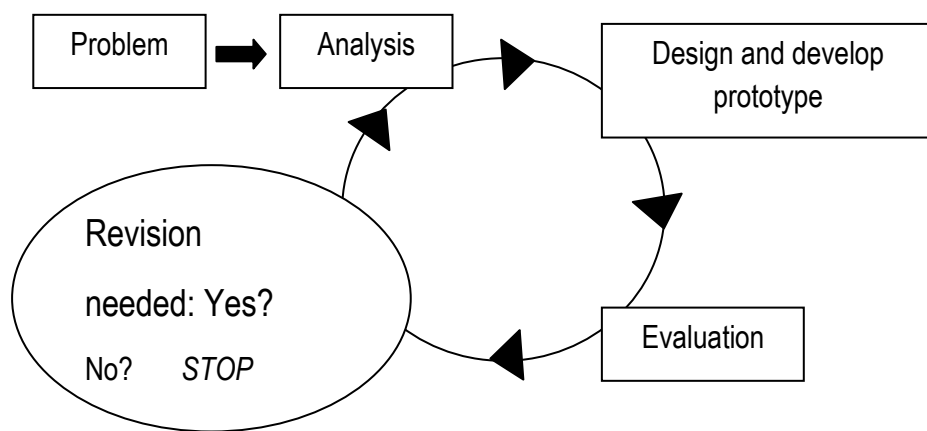 Problem
Analysis
Design and develop
prototype
Revision
needed: Yes?
No? STOP
Evaluation